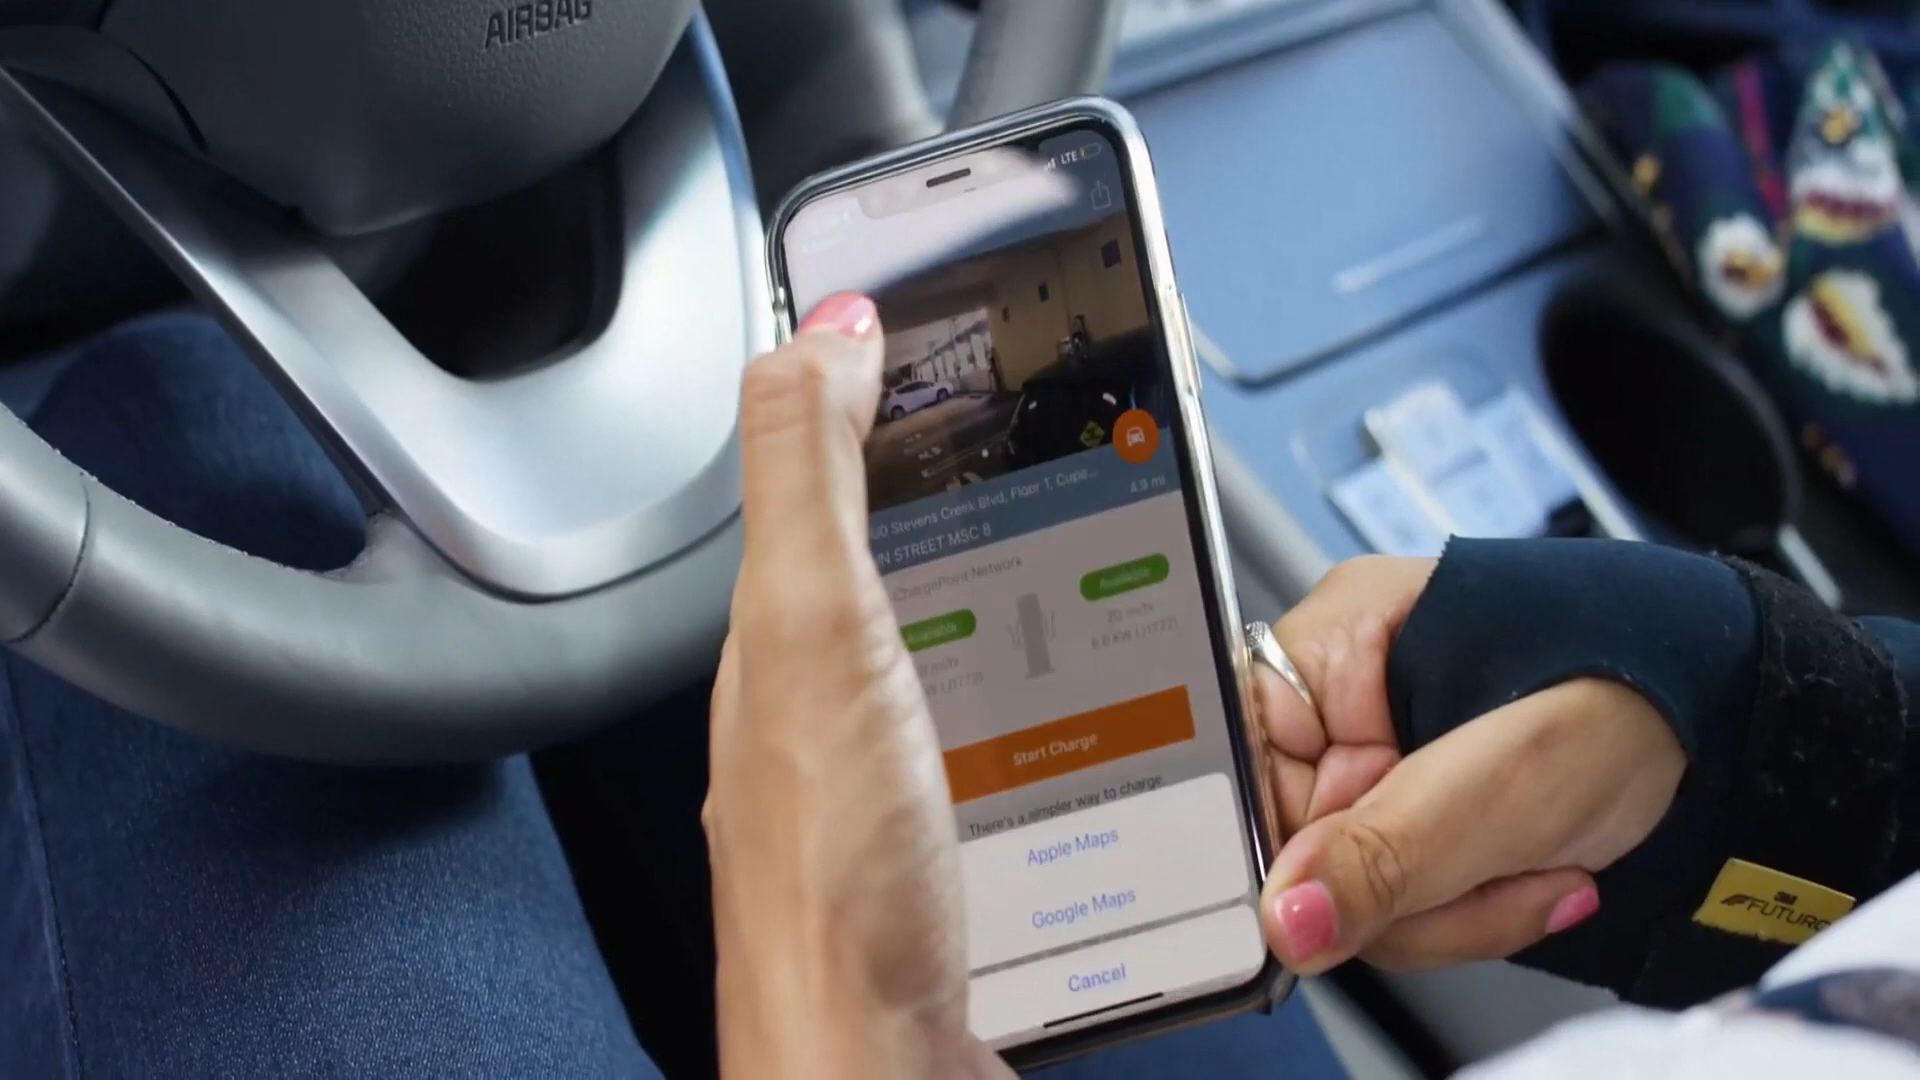 AIRBAG
LTE
Stevens Creek Blvd, Floor 1, Cupe...
4.9 mi
STREET MSC 8
ChargePoint Network
Available
Available
20 mi/h
6.6 kW (J1772)
Start Charge
There's a simpler way to charge.
Apple Maps
Google Maps
Cancel
3M
FUTURO